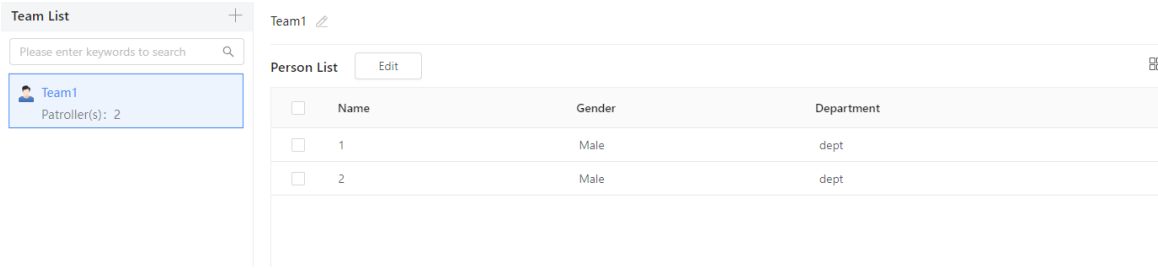 Team List
Please enter keywords to search
Team1
Patroller(s): 2
Team1
Person List Edit
Name Gender Department
1 Male dept
2 Male dept